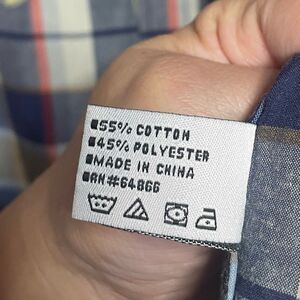 55% COTTON
45% POLYESTER
MADE IN CHINA
RN#64866